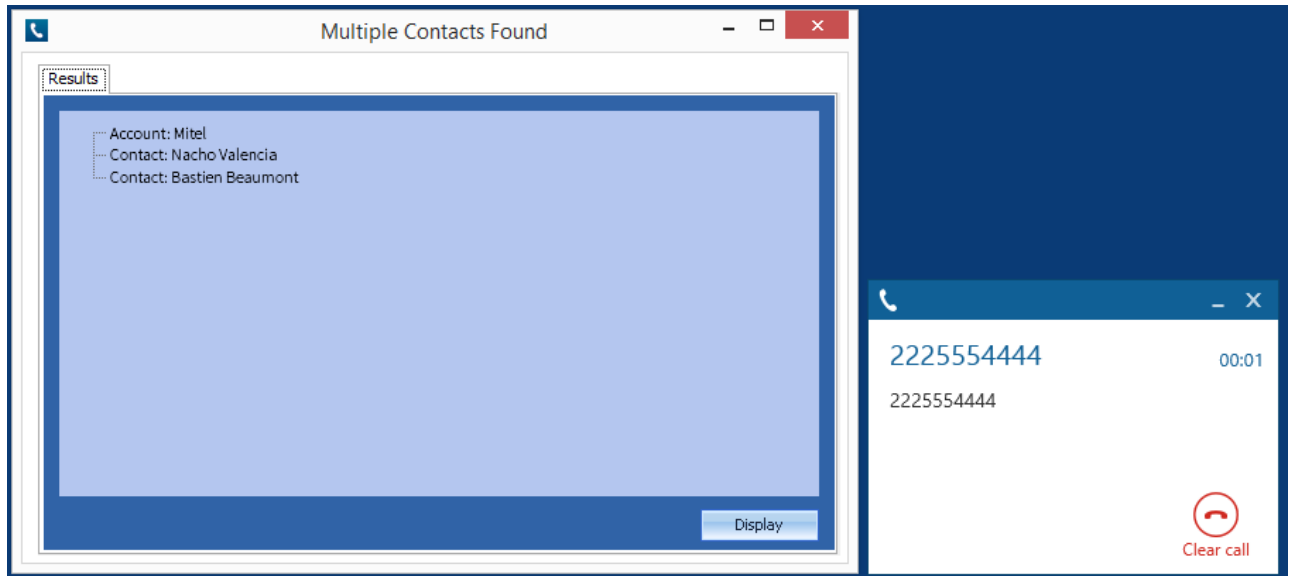 Multiple Contacts Found
Results
Account: Mitel
Contact: Nacho Valencia
Contact: Bastien Beaumont
Display
2225554444 00:01
2225554444
Clear call